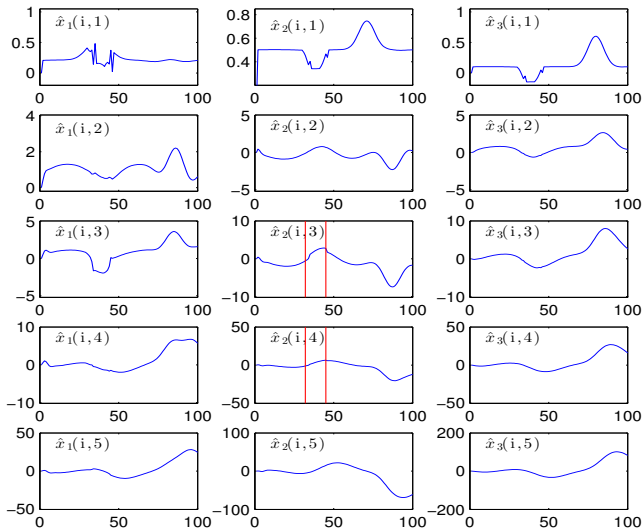 x̂₁(i,1)
1
0.5
0
0 50 100
x̂₂(i,1)
0.8
0.6
0.4
0 50 100
x̂₃(i,1)
1
0.5
0
0 50 100
x̂₁(i,2)
4
2
0
0 50 100
x̂₂(i,2)
5
0
−5
0 50 100
x̂₃(i,2)
5
0
−5
0 50 100
x̂₁(i,3)
5
0
−5
0 50 100
x̂₂(i,3)
10
0
−10
0 50 100
x̂₃(i,3)
10
0
−10
0 50 100
x̂₁(i,4)
10
0
−10
0 50 100
x̂₂(i,4)
50
0
−50
0 50 100
x̂₃(i,4)
50
0
−50
0 50 100
x̂₁(i,5)
50
0
−50
0 50 100
x̂₂(i,5)
100
0
−100
0 50 100
x̂₃(i,5)
200
0
−200
0 50 100